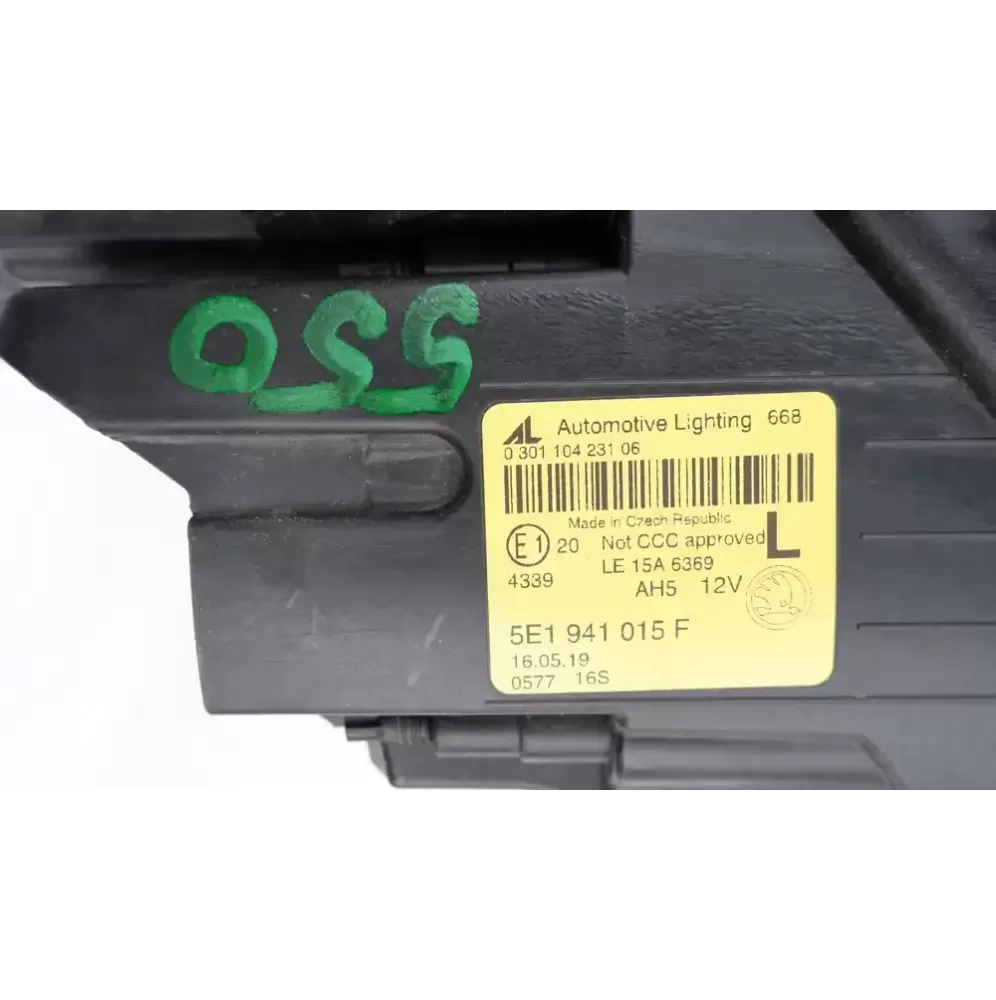 550
AL Automotive Lighting 668
0 301 104 231 06
Made in Czech Republic
E1 20 Not CCC approved L
LE 15A 6369
4339 AH5 12V
5E1 941 015 F
16.05.19
0577 16S